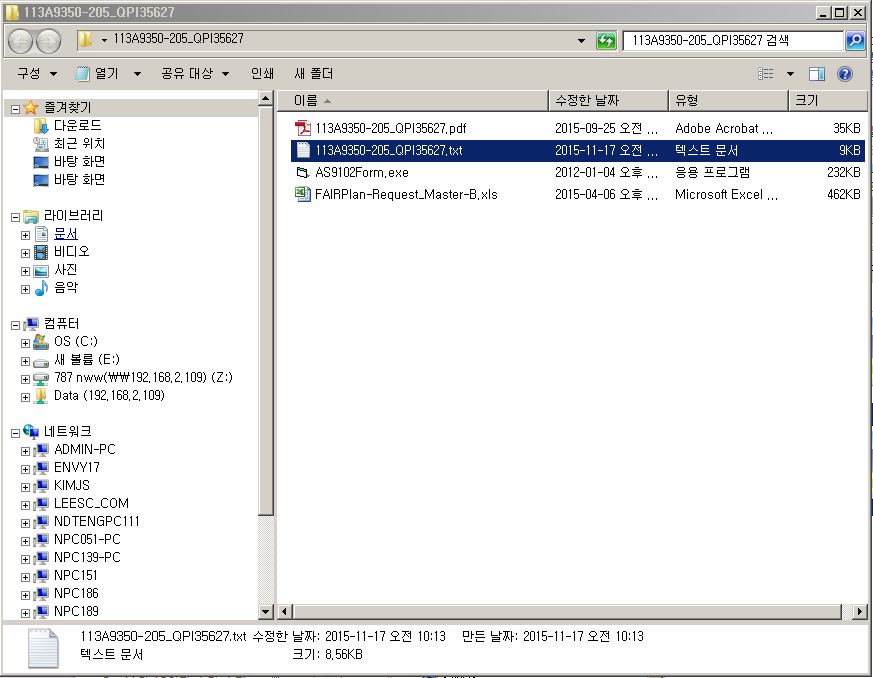 113A9350-205_QPI35627
113A9350-205_QPI35627
113A9350-205_QPI35627 검색
구성 열기 공유 대상 인쇄 새 폴더
즐겨찾기
다운로드
최근 위치
바탕 화면
바탕 화면
라이브러리
문서
비디오
사진
음악
컴퓨터
OS (C:)
새 볼륨 (E:)
787 nww(₩₩192.168.2.109) (Z:)
Data (192.168.2.109)
네트워크
ADMIN-PC
ENVY17
KIMJS
LEESC_COM
NDTENGPC111
NPC051-PC
NPC139-PC
NPC151
NPC186
NPC189
이름 수정한 날짜 유형 크기
113A9350-205_QPI35627.pdf 2015-09-25 오전 ... Adobe Acrobat ... 35KB
113A9350-205_QPI35627.txt 2015-11-17 오전 ... 텍스트 문서 9KB
AS9102Form.exe 2012-01-04 오후 ... 응용 프로그램 232KB
FAIRPlan-Request_Master-B.xls 2015-04-06 오후 ... Microsoft Excel ... 462KB
113A9350-205_QPI35627.txt 수정한 날짜: 2015-11-17 오전 10:13 만든 날짜: 2015-11-17 오전 10:13
텍스트 문서 크기: 8.56KB